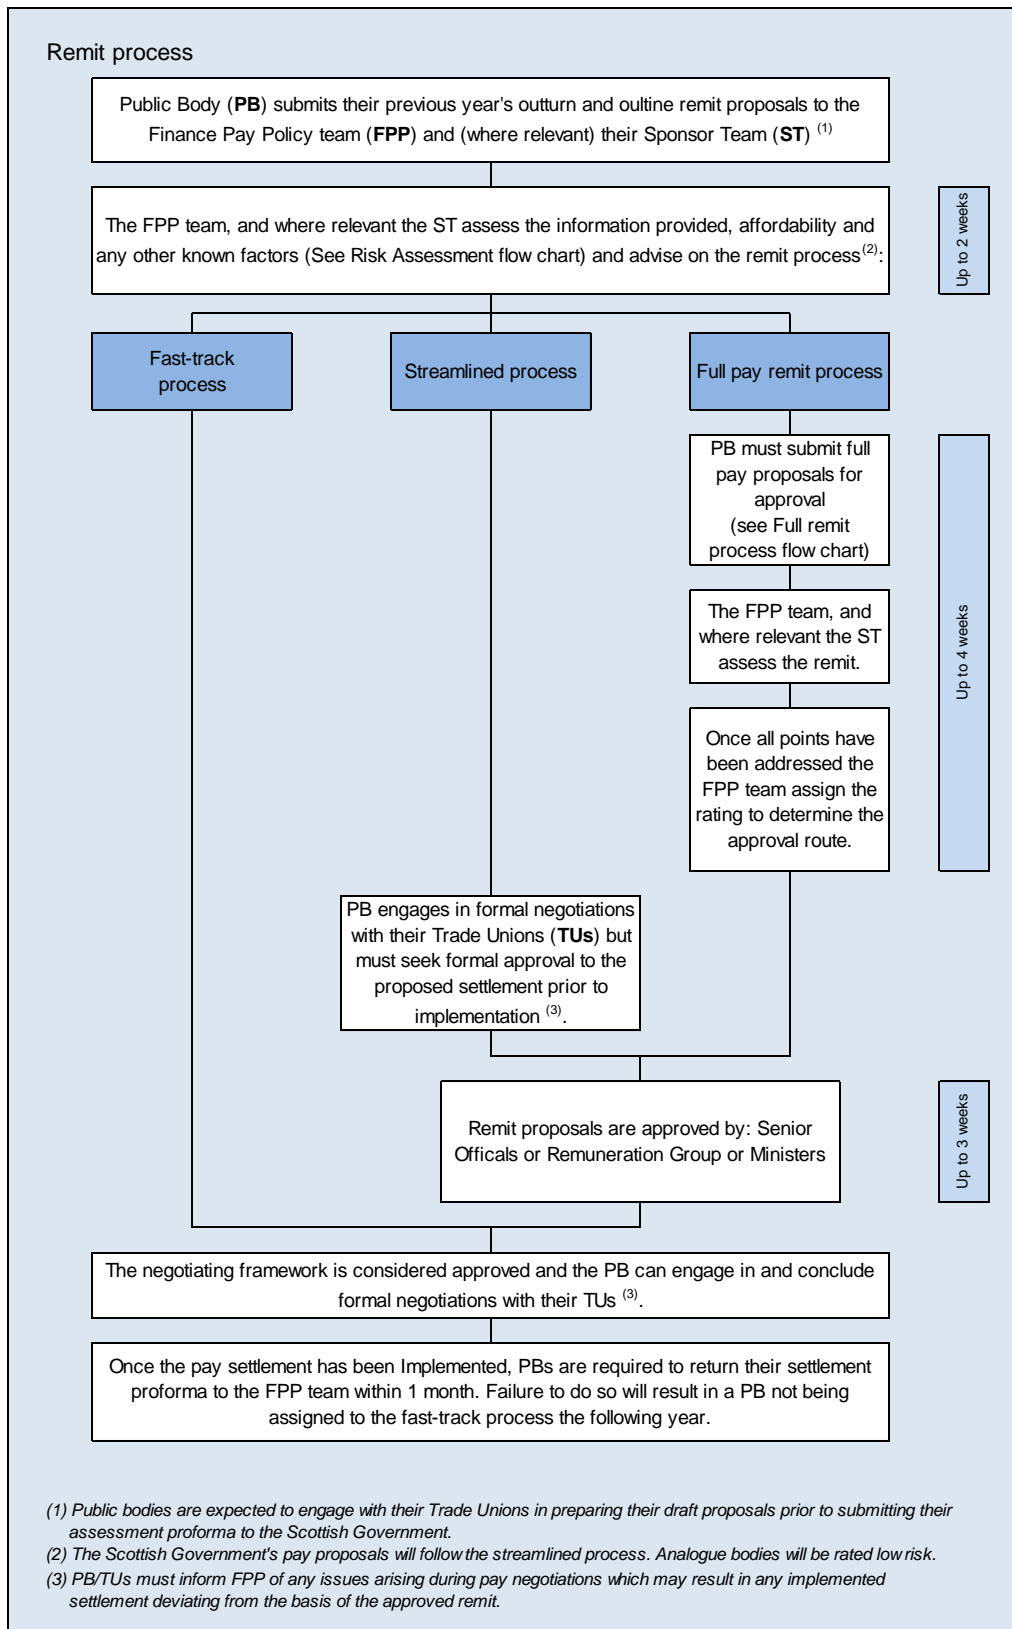 Remit process
Public Body (PB) submits their previous year's outturn and oultine remit proposals to the
Finance Pay Policy team (FPP) and (where relevant) their Sponsor Team (ST) (1)
The FPP team, and where relevant the ST assess the information provided, affordability and
any other known factors (See Risk Assessment flow chart) and advise on the remit process(2):
Up to 2 weeks
Fast-track
process
Streamlined process
Full pay remit process
PB must submit full
pay proposals for
approval
(see Full remit
process flow chart)
The FPP team, and
where relevant the ST
assess the remit.
Once all points have
been addressed the
FPP team assign the
rating to determine the
approval route.
Up to 4 weeks
PB engages in formal negotiations
with their Trade Unions (TUs) but
must seek formal approval to the
proposed settlement prior to
implementation (3).
Remit proposals are approved by: Senior
Officals or Remuneration Group or Ministers
Up to 3 weeks
The negotiating framework is considered approved and the PB can engage in and conclude
formal negotiations with their TUs (3).
Once the pay settlement has been Implemented, PBs are required to return their settlement
proforma to the FPP team within 1 month. Failure to do so will result in a PB not being
assigned to the fast-track process the following year.
(1) Public bodies are expected to engage with their Trade Unions in preparing their draft proposals prior to submitting their
assessment proforma to the Scottish Government.
(2) The Scottish Government's pay proposals will follow the streamlined process. Analogue bodies will be rated low risk.
(3) PB/TUs must inform FPP of any issues arising during pay negotiations which may result in any implemented
settlement deviating from the basis of the approved remit.